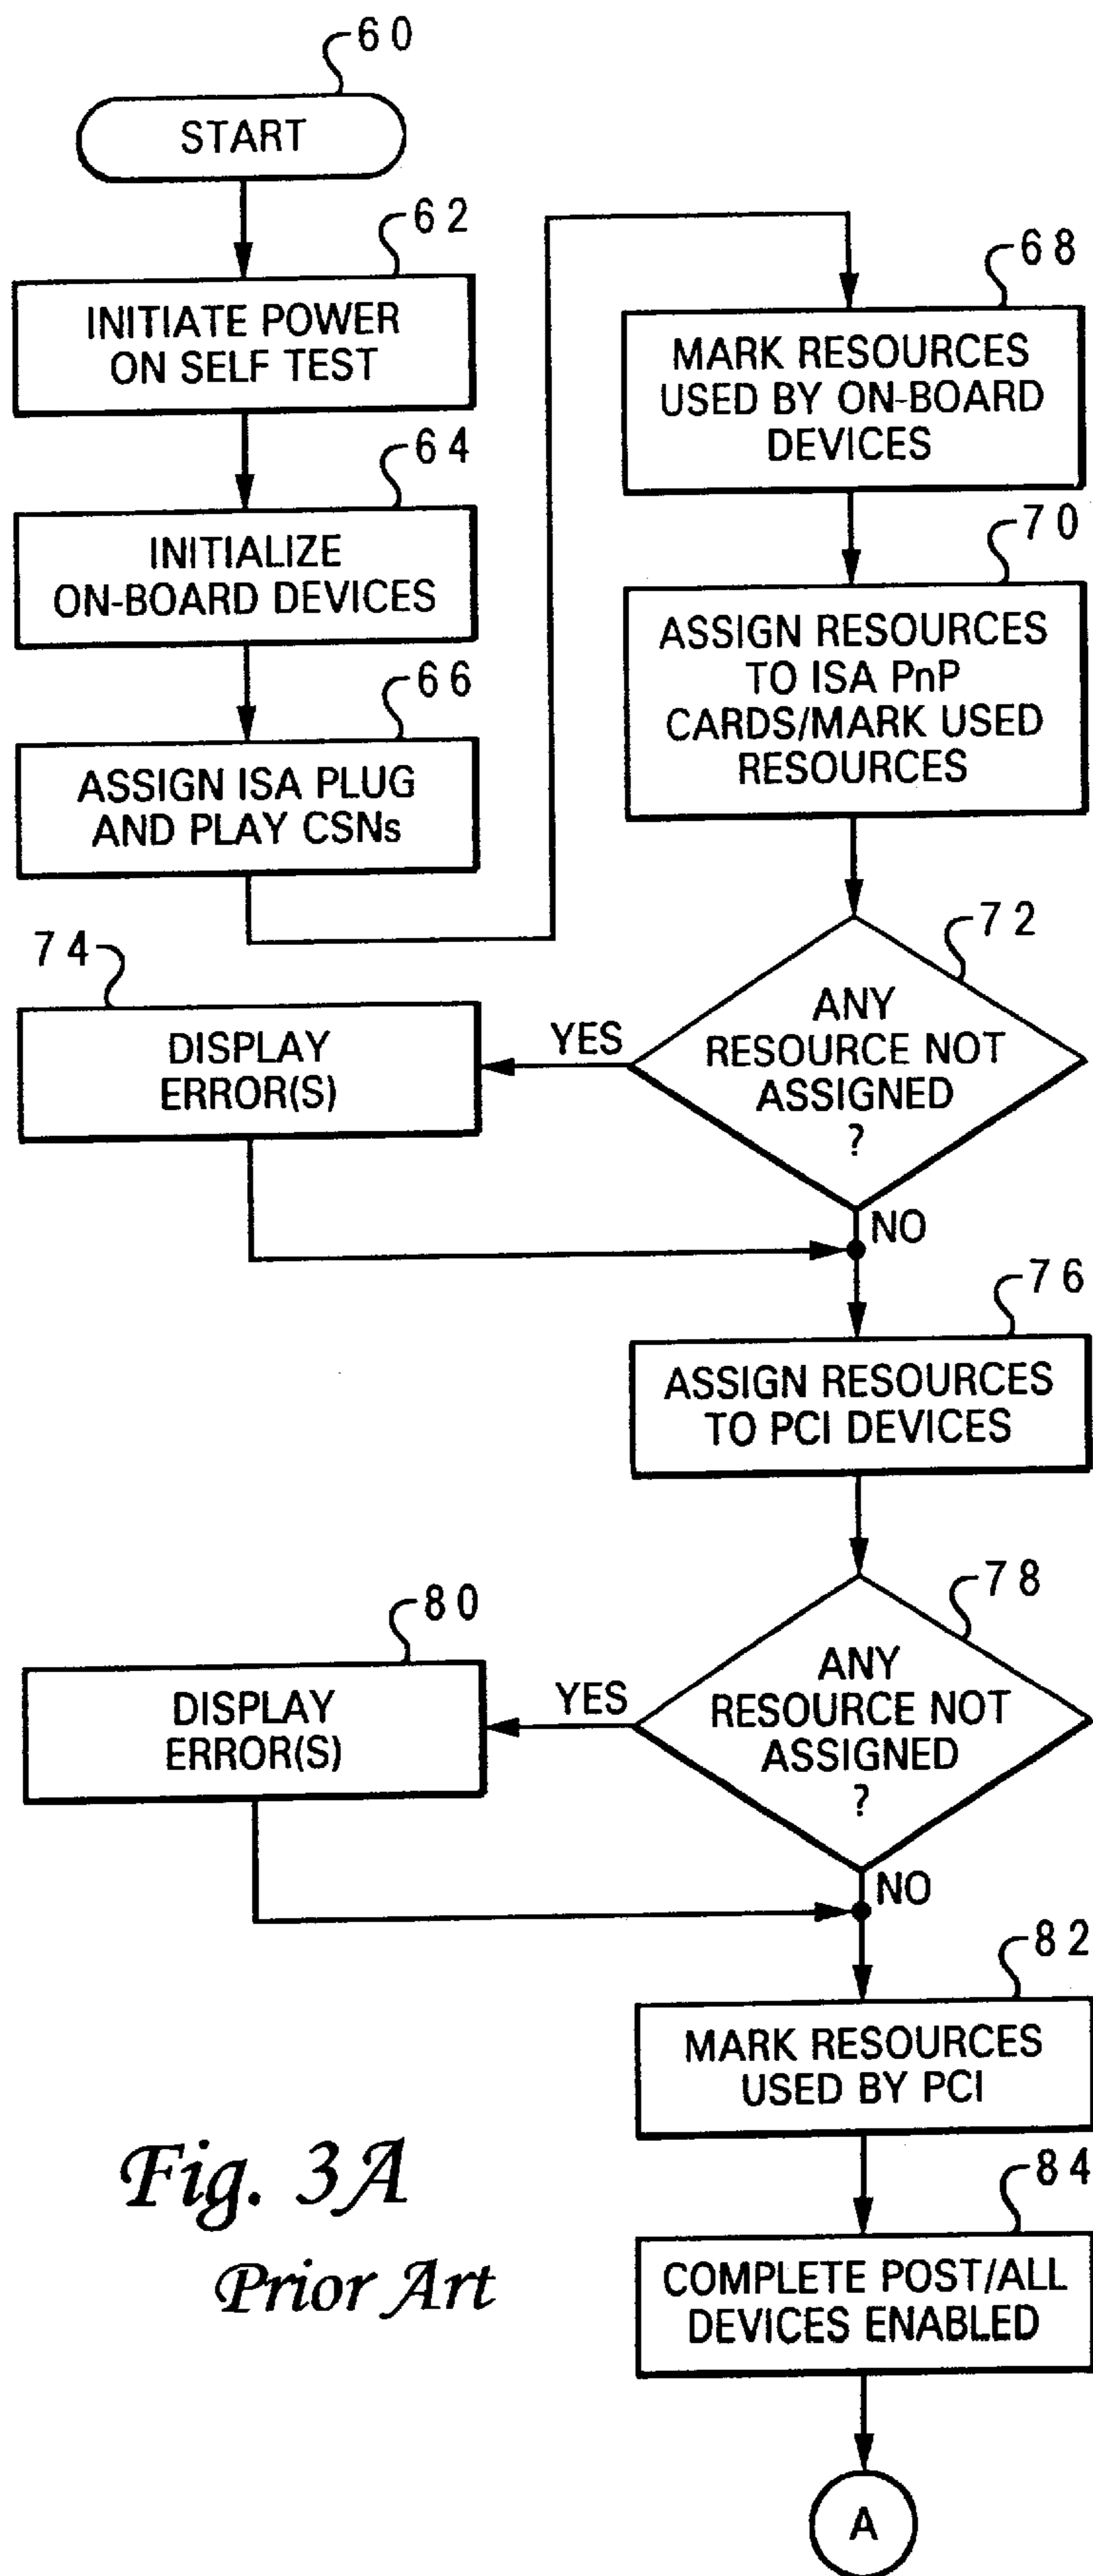 60
START
62
INITIATE POWER
ON SELF TEST
64
INITIALIZE
ON-BOARD DEVICES
66
ASSIGN ISA PLUG
AND PLAY CSNs
68
MARK RESOURCES
USED BY ON-BOARD
DEVICES
70
ASSIGN RESOURCES
TO ISA PnP
CARDS/MARK USED
RESOURCES
72
ANY
RESOURCE NOT
ASSIGNED
?
YES
74
DISPLAY
ERROR(S)
NO
76
ASSIGN RESOURCES
TO PCI DEVICES
78
ANY
RESOURCE NOT
ASSIGNED
?
YES
80
DISPLAY
ERROR(S)
NO
82
MARK RESOURCES
USED BY PCI
84
COMPLETE POST/ALL
DEVICES ENABLED
A
Fig. 3A
Prior Art